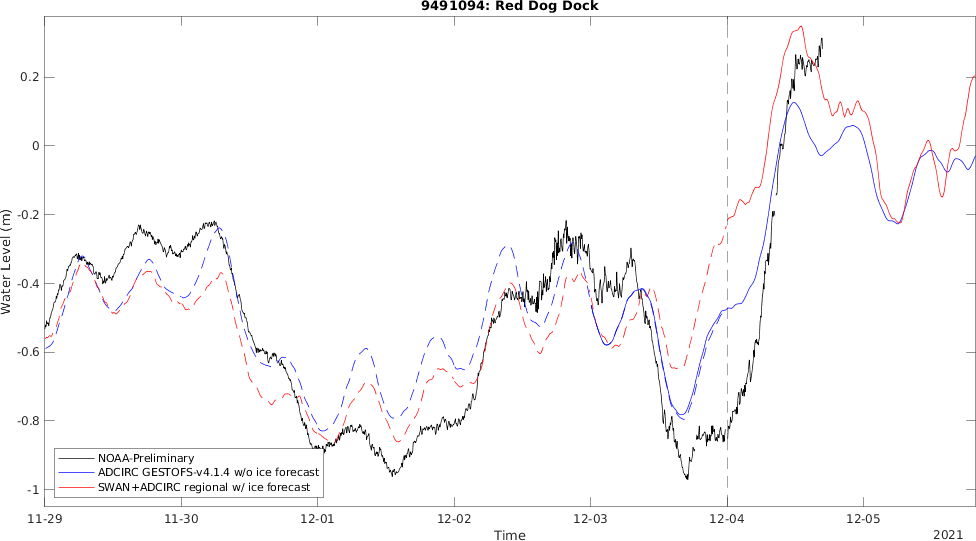 9491094: Red Dog Dock
Water Level (m)
0.2
0
-0.2
-0.4
-0.6
-0.8
-1
NOAA-Preliminary
ADCIRC GESTOFS-v4.1.4 w/o ice forecast
SWAN+ADCIRC regional w/ ice forecast
11-29 11-30 12-01 12-02 12-03 12-04 12-05
Time
2021